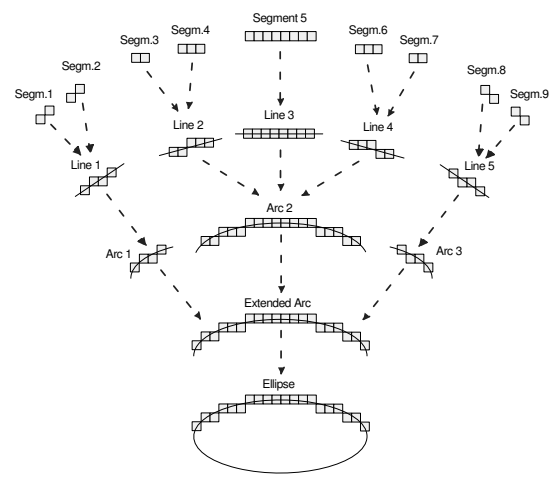 Segment 5
Segm.4
Segm.6
Segm.3
Segm.7
Segm.2
Segm.8
Segm.1
Segm.9
Line 3
Line 2
Line 4
Line 1
Line 5
Arc 2
Arc 1
Arc 3
Extended Arc
Ellipse